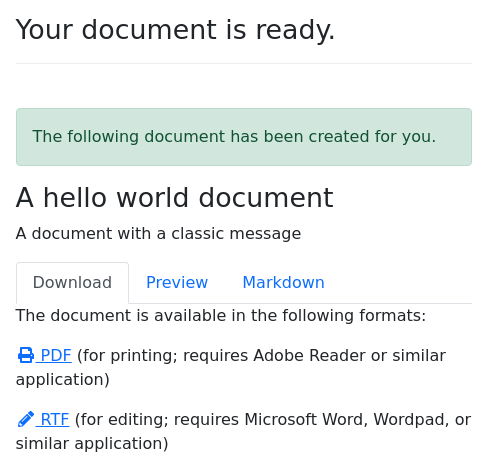 Your document is ready.
The following document has been created for you.
A hello world document
A document with a classic message
Download Preview Markdown
The document is available in the following formats:
PDF (for printing; requires Adobe Reader or similar
application)
RTF (for editing; requires Microsoft Word, Wordpad, or
similar application)